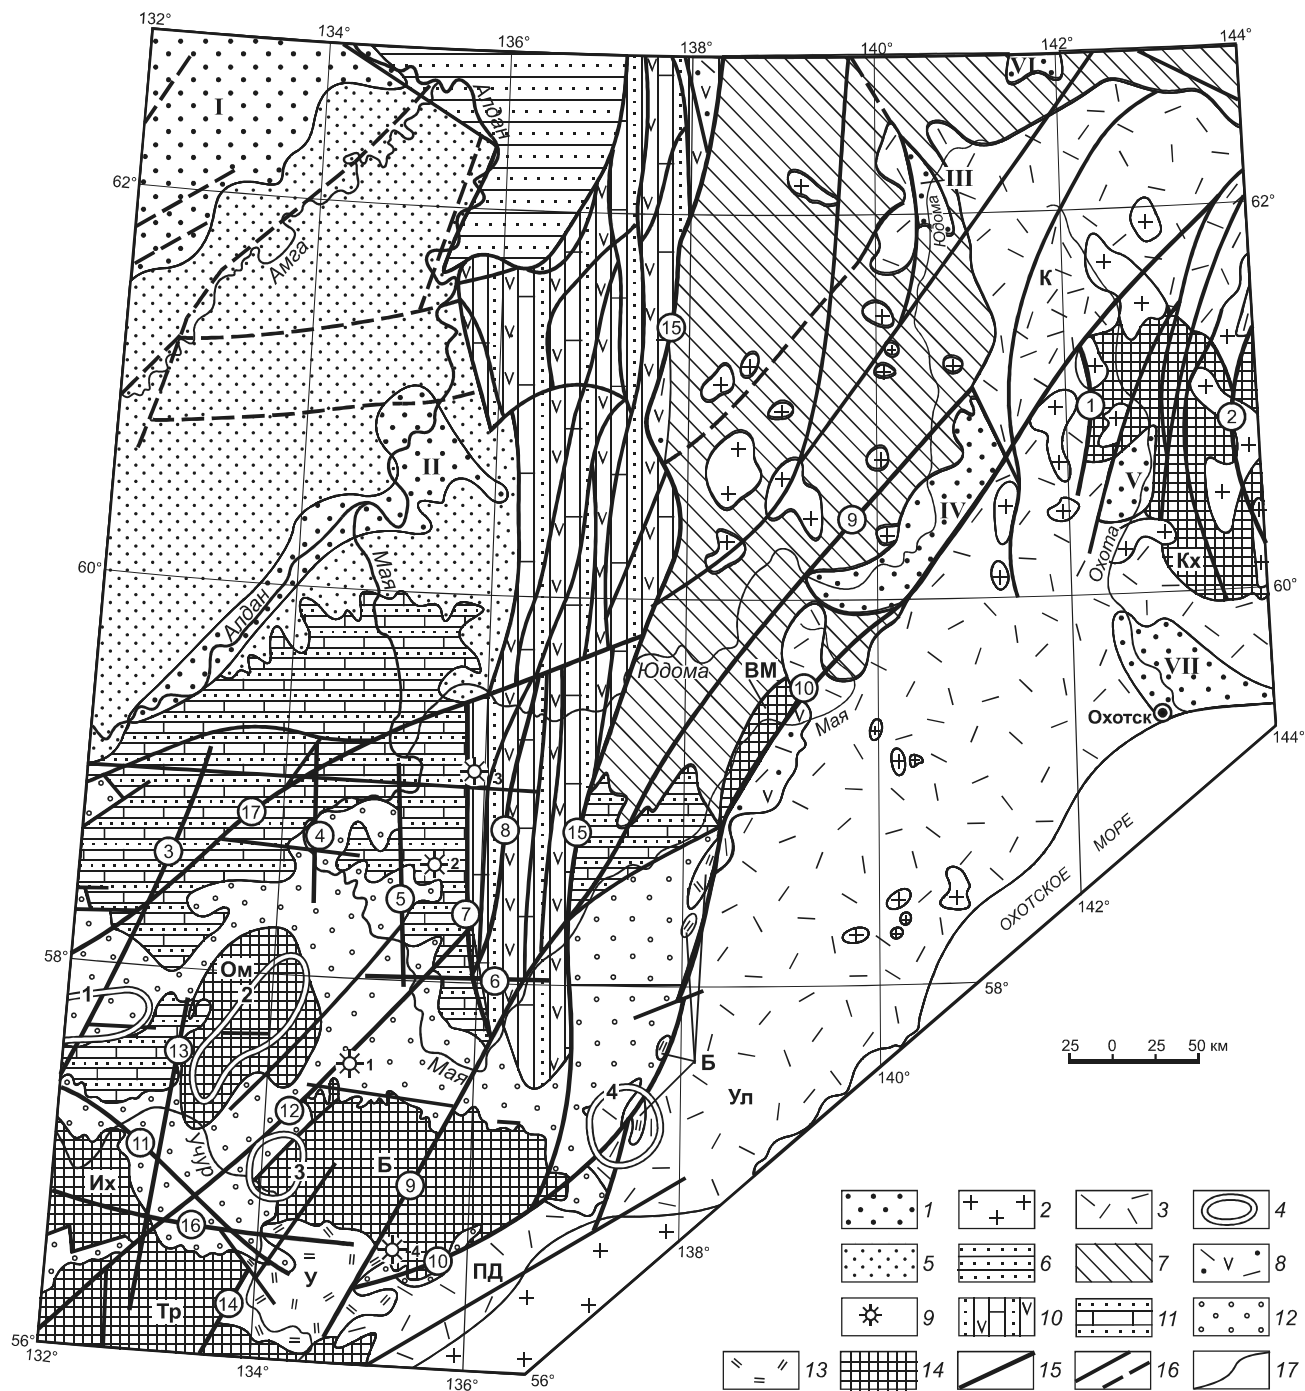 132°
134°
136°
138°
140°
142°
144°
I
Алдан
VI
62°
III
62°
Юдома
Амга
К
15
1
2
II
V
IV
9
Охота
60°
Мая
Кх
60°
Алдан
Юдома
ВМ
VII
10
Мая
Охотск
144°
3
17
4
8
15
МОРЕ
3
2
ОХОТСКОЕ
142°
5
7
58°
Ом
1
2
6
58°
13
25 0 25 50 км
1
Мая
Б
140°
4
Ул
12
11
Учур
3
Б
Их
9
16
138°
4
10
У
ПД
14
Тр
56°
132°
134°
136°
56°
1
2
3
4
5
6
7
8
9
10
11
12
13
14
15
16
17